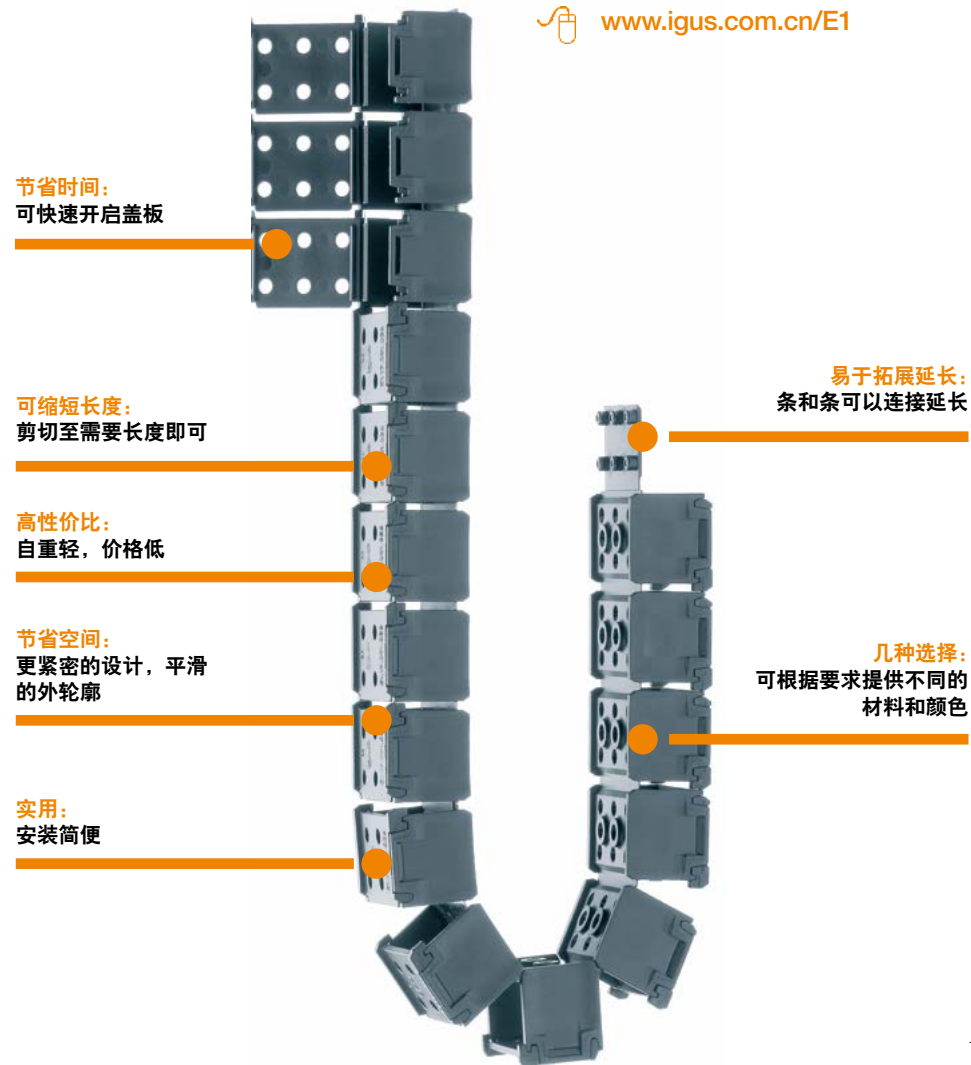 www.igus.com.cn/E1
节省时间：
可快速开启盖板
可缩短长度：
剪切至需要长度即可
高性价比：
自重轻，价格低
节省空间：
更紧密的设计，平滑
的外轮廓
实用：
安装简便
易于拓展延长：
条和条可以连接延长
几种选择：
可根据要求提供不同的
材料和颜色